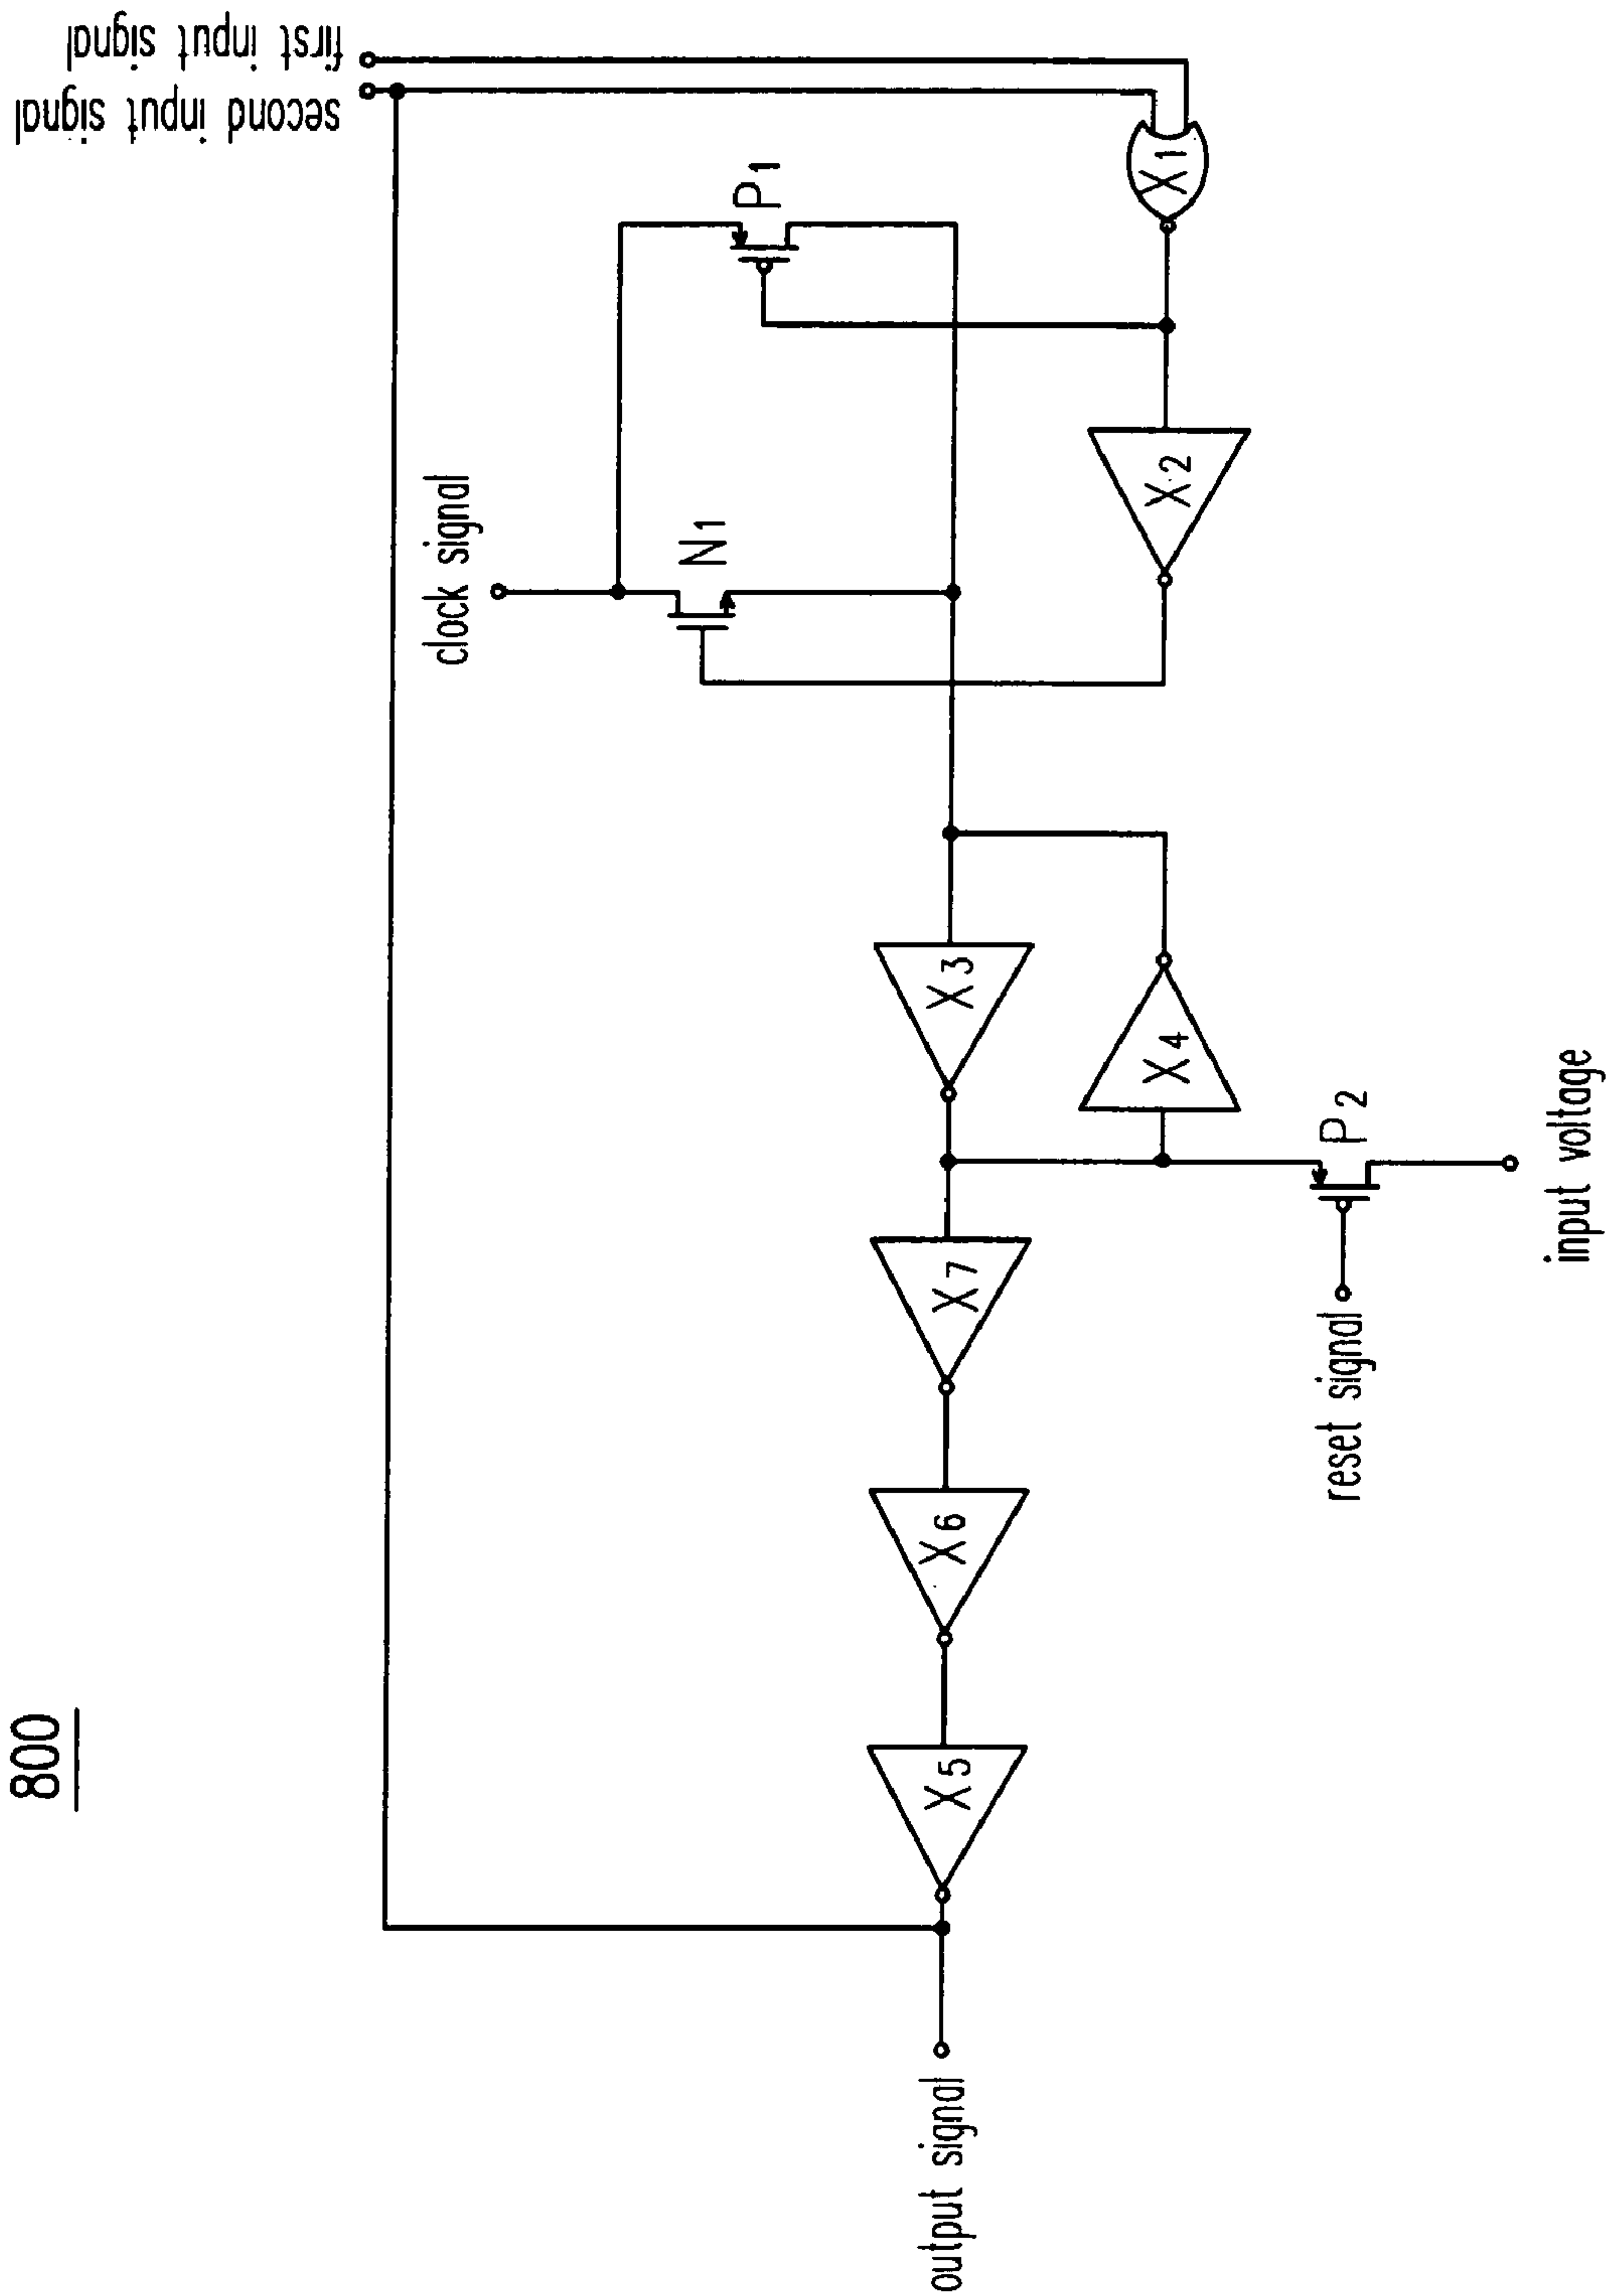 800
first input signal
second input signal
clock signal
P1
N1
X1
X2
X3
X4
P2
input voltage
reset signal
X7
X6
X5
output signal